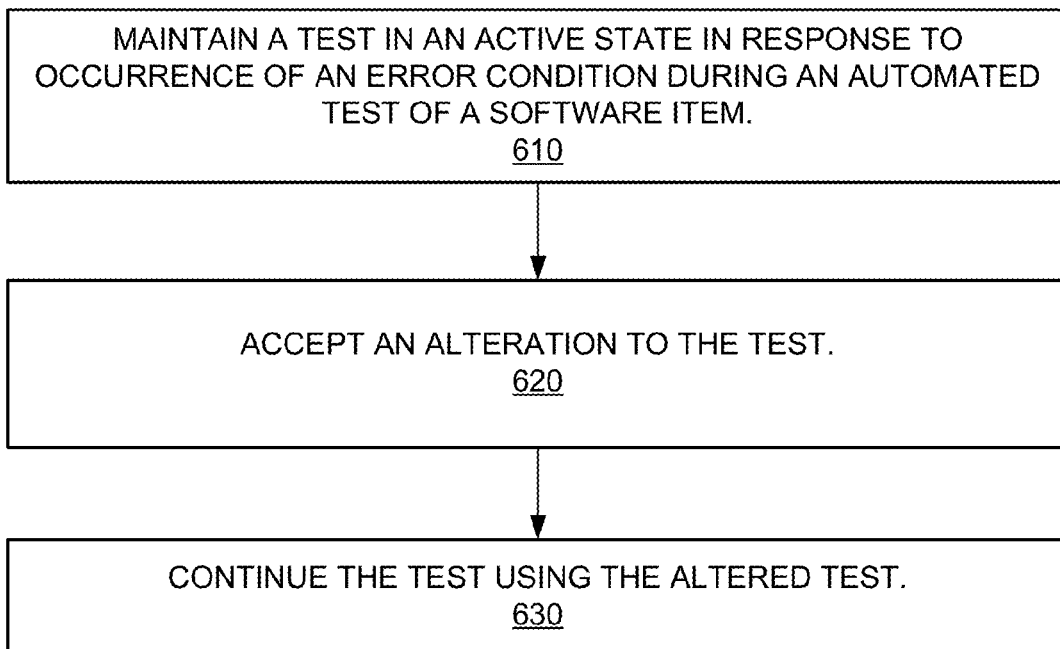 MAINTAIN A TEST IN AN ACTIVE STATE IN RESPONSE TO
OCCURRENCE OF AN ERROR CONDITION DURING AN AUTOMATED
TEST OF A SOFTWARE ITEM.
610
ACCEPT AN ALTERATION TO THE TEST.
620
CONTINUE THE TEST USING THE ALTERED TEST.
630